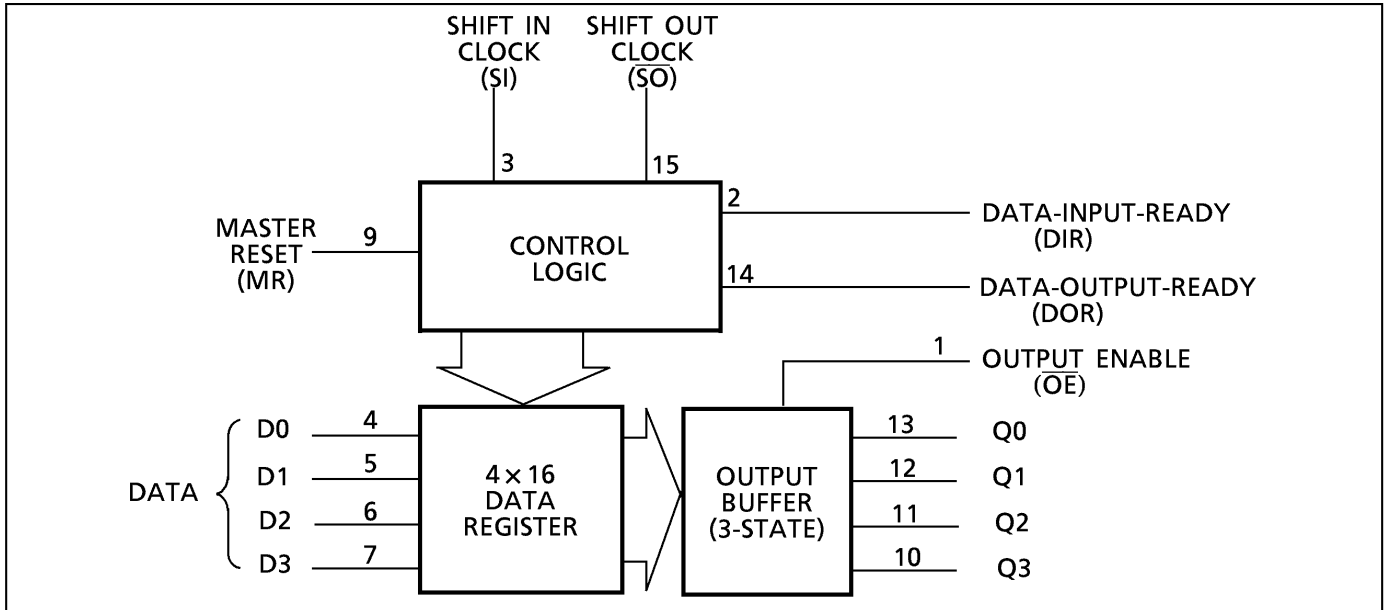 SHIFT IN
CLOCK
(SI)
SHIFT OUT
CLOCK
(S̅O̅)
3
15
MASTER
RESET
(MR)
9
CONTROL
LOGIC
2
DATA-INPUT-READY
(DIR)
14
DATA-OUTPUT-READY
(DOR)
1
OUTPUT ENABLE
(O̅E̅)
DATA
D0
4
D1
5
D2
6
D3
7
4 × 16
DATA
REGISTER
OUTPUT
BUFFER
(3-STATE)
13
Q0
12
Q1
11
Q2
10
Q3